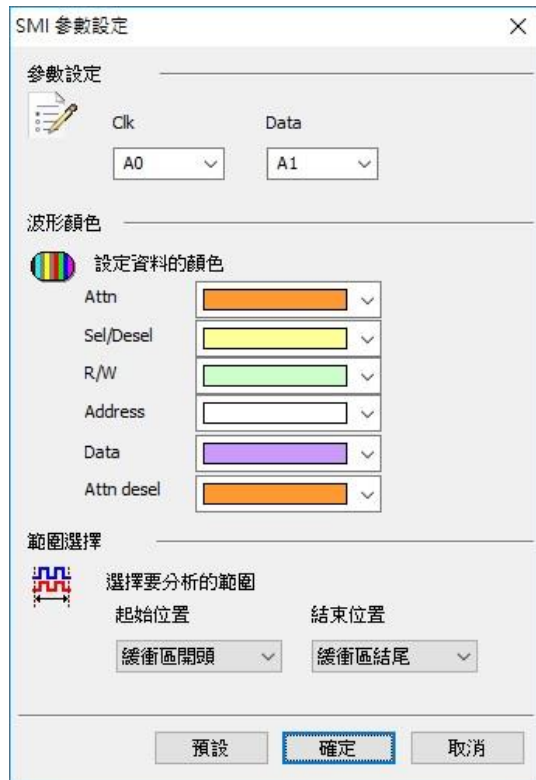 SMI 參數設定
參數設定
Clk Data
A0 A1
波形顏色
設定資料的顏色
Attn
Sel/Desel
R/W
Address
Data
Attn desel
範圍選擇
選擇要分析的範圍
起始位置 結束位置
緩衝區開頭 緩衝區結尾
預設 確定 取消